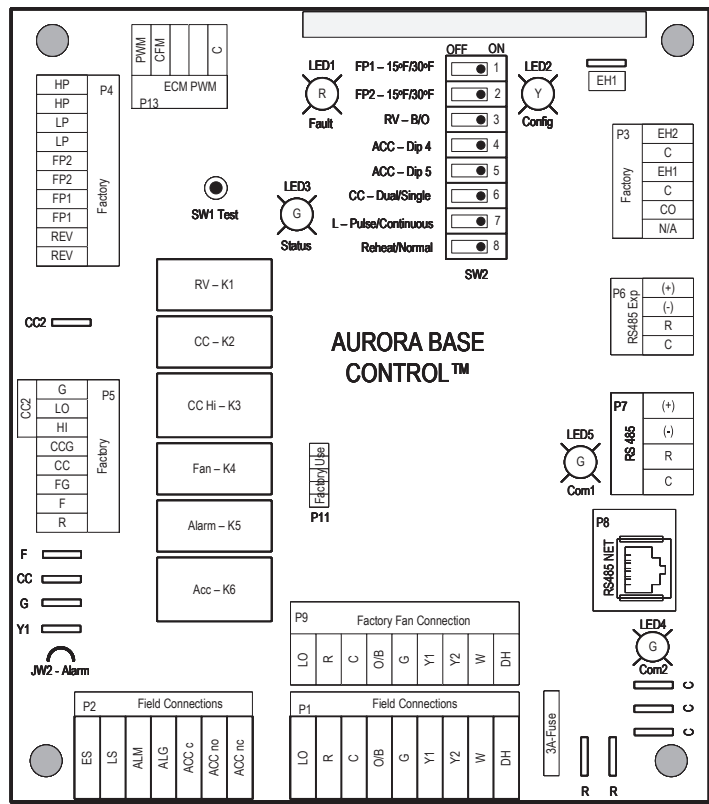 PWM
CFM
C
ECM PWM
P13
LED1
R
Fault
OFF ON
FP1 – 15ºF/30ºF
1
FP2 – 15ºF/30ºF
2
RV – B/O
3
ACC – Dip 4
4
ACC – Dip 5
5
CC – Dual/Single
6
L – Pulse/Continuous
7
Reheat/Normal
8
SW2
LED2
Y
Config
EH1
P4
HP
HP
LP
LP
FP2
FP2
FP1
FP1
REV
REV
Factory
SW1 Test
LED3
G
Status
P3
Factory
EH2
C
EH1
C
CO
N/A
P6
RS485 Exp
(+)
(-)
R
C
CC2
RV – K1
CC – K2
CC Hi – K3
Fan – K4
Alarm – K5
Acc – K6
AURORA BASE
CONTROL™
CC2
P5
G
LO
HI
CCG
CC
FG
F
R
Factory
P7
RS 485
(+)
(-)
R
C
LED5
G
Com1
Factory Use
P11
P8
RS485 NET
LED4
G
Com2
F
CC
G
Y1
JW2 - Alarm
P9
Factory Fan Connection
LO
R
C
O/B
G
Y1
Y2
W
DH
P2
Field Connections
ES
LS
ALM
ALG
ACC c
ACC no
ACC nc
P1
Field Connections
LO
R
C
O/B
G
Y1
Y2
W
DH
3A-Fuse
C
C
C
R R